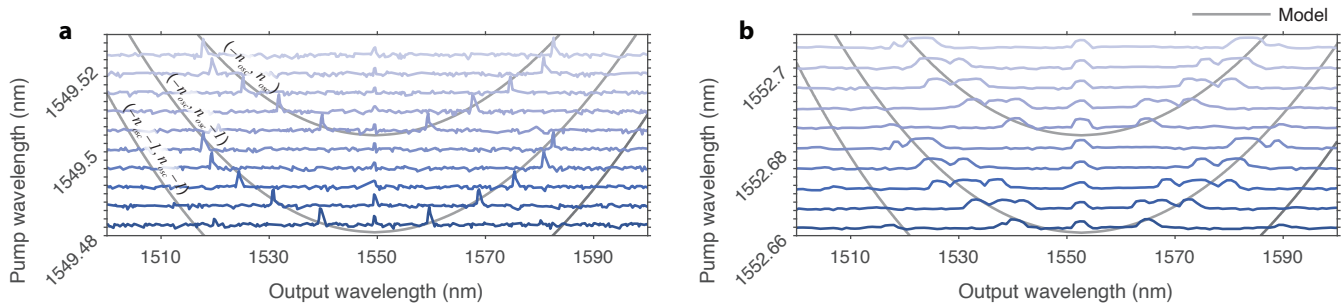 a
b
Model
Pump wavelength (nm)
1549.52
1549.5
1549.48
(-n_osc, n_osc)
(-n_osc, n_osc-1)
(-n_osc-1, n_osc-1)
1510
1530
1550
1570
1590
Output wavelength (nm)
Pump wavelength (nm)
1552.7
1552.68
1552.66
1510
1530
1550
1570
1590
Output wavelength (nm)